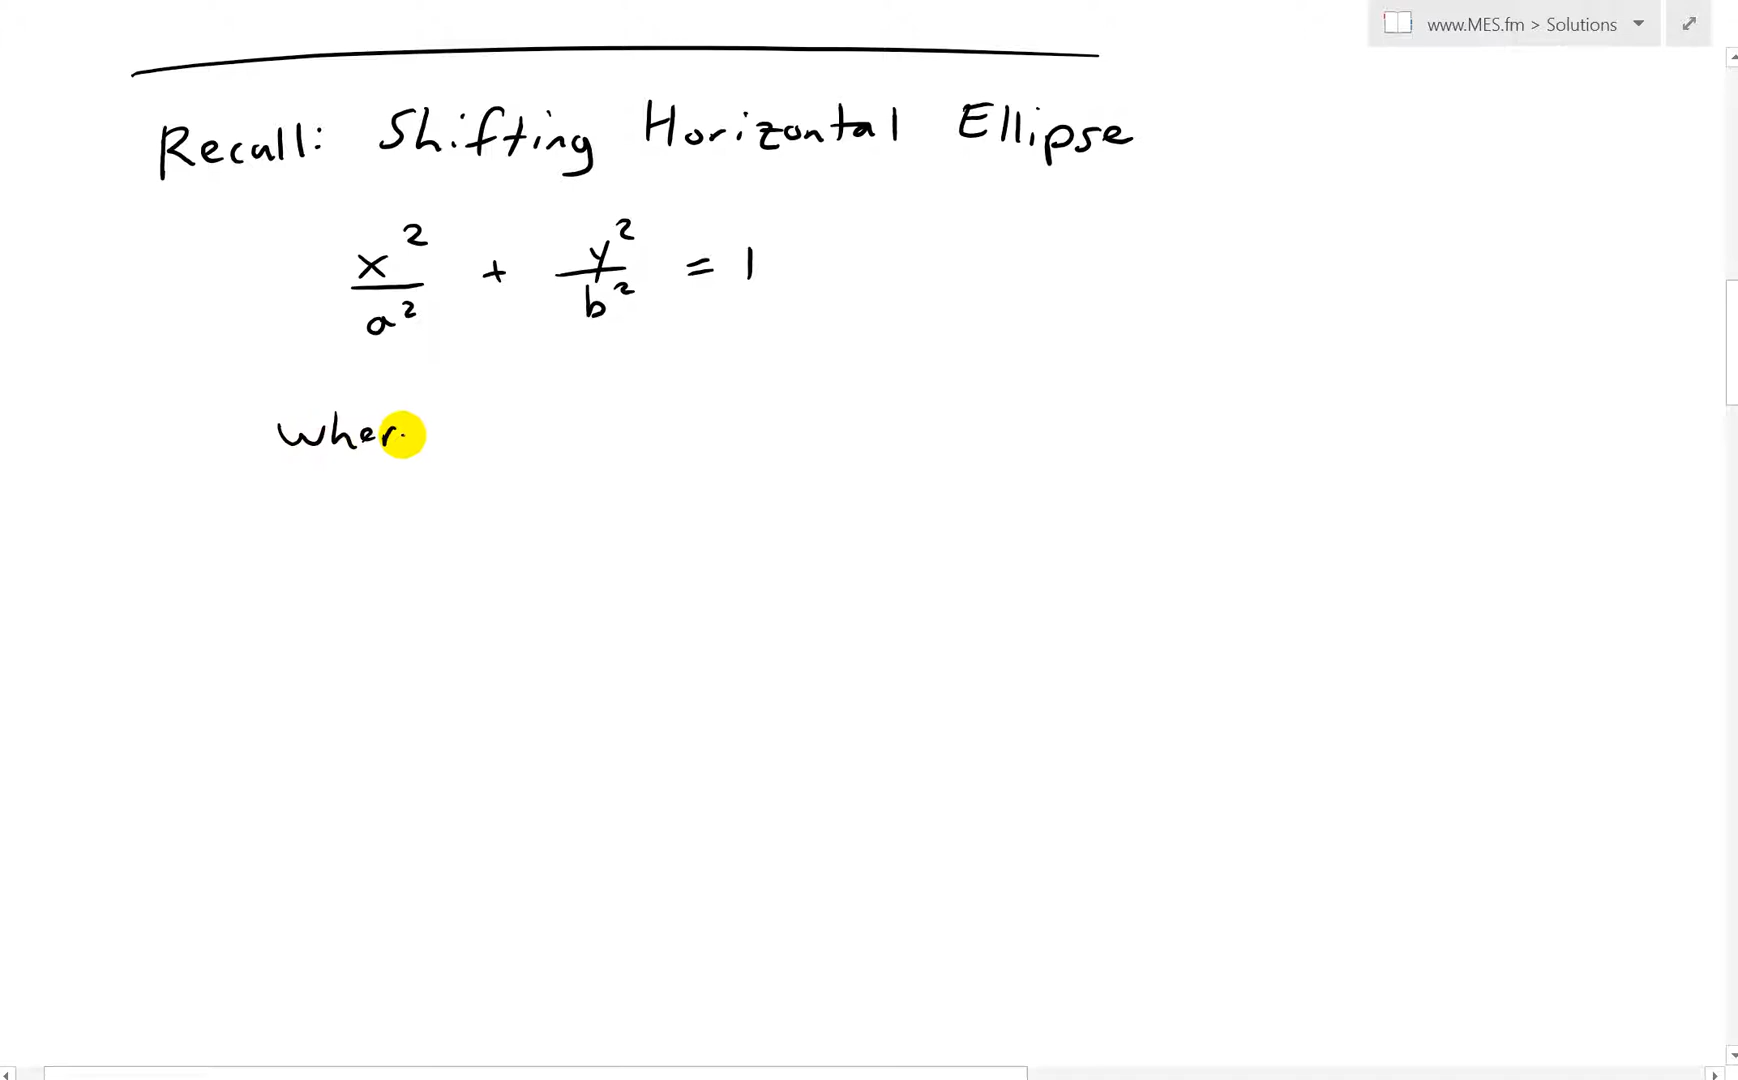 www.MES.fm > Solutions
Recall: Shifting Horizontal Ellipse
x²/a² + y²/b² = 1
wher